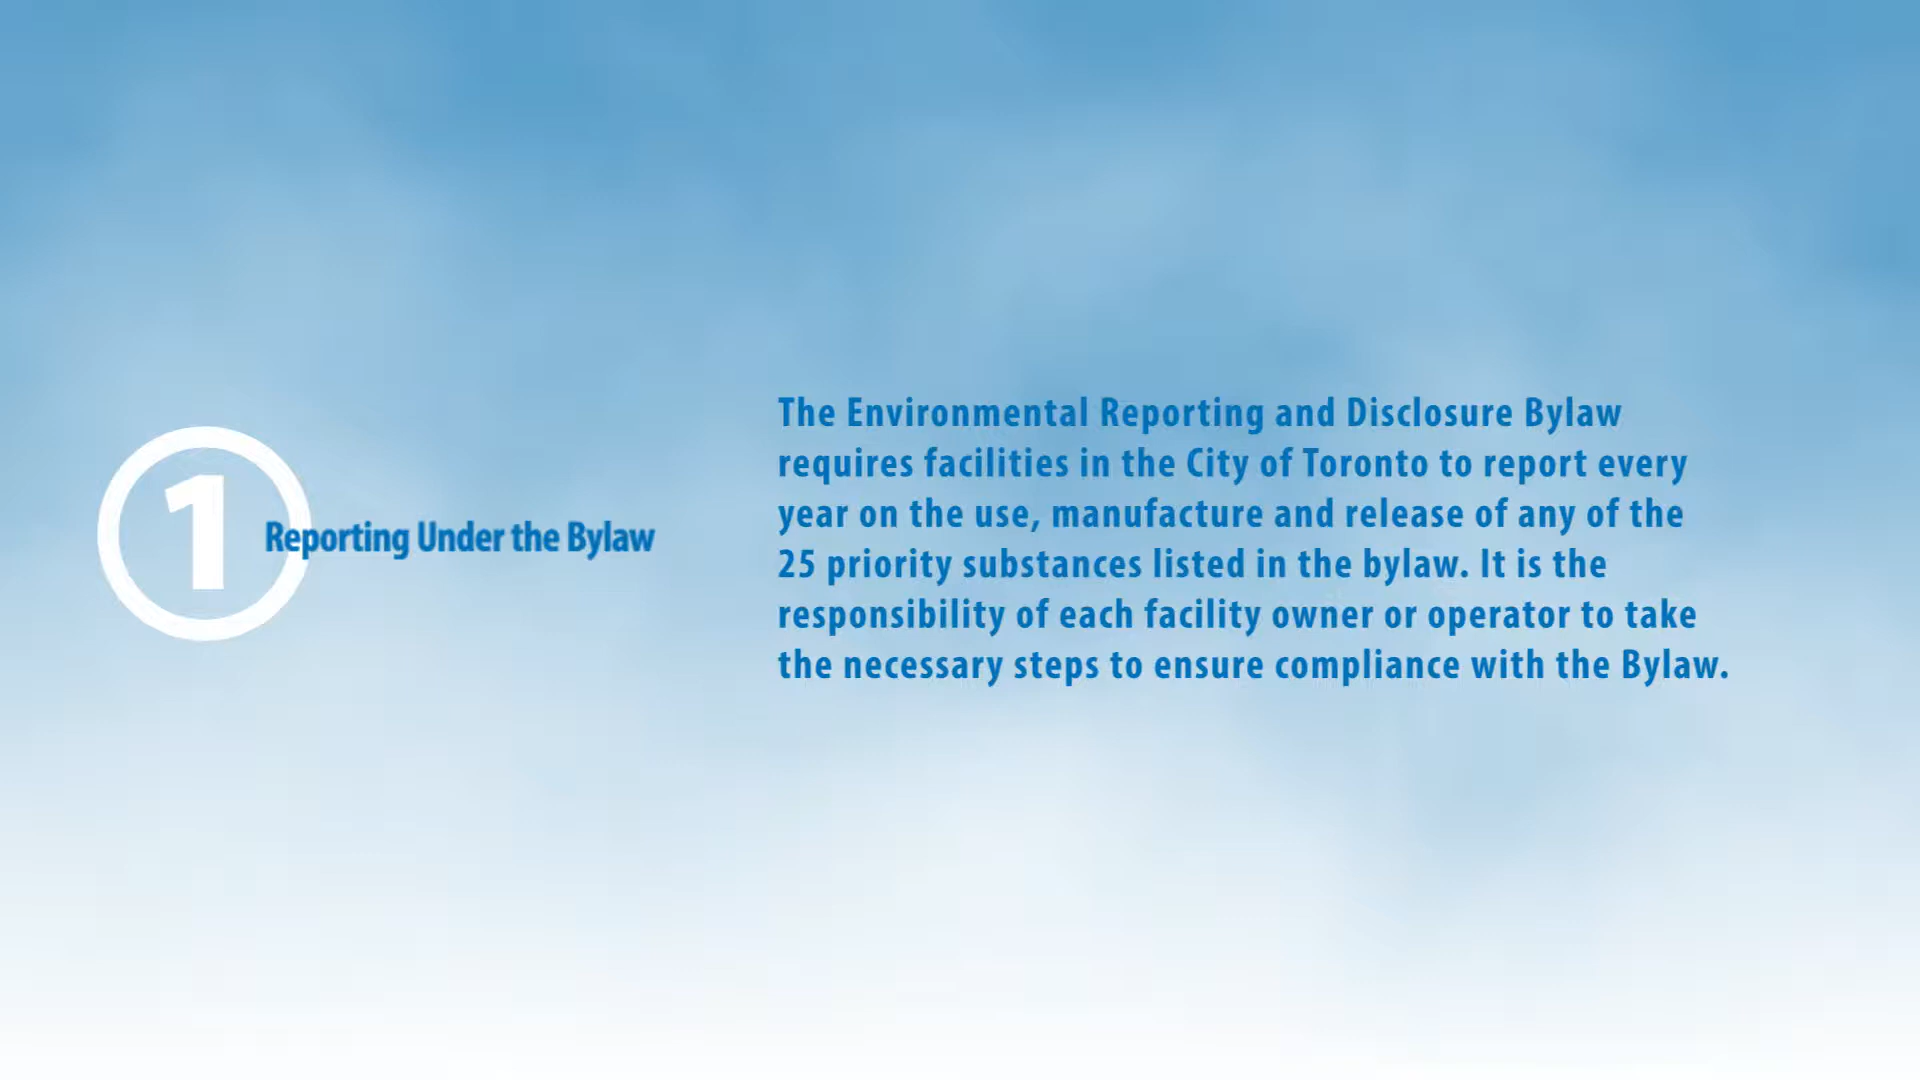 1
Reporting Under the Bylaw
The Environmental Reporting and Disclosure Bylaw
requires facilities in the City of Toronto to report every
year on the use, manufacture and release of any of the
25 priority substances listed in the bylaw. It is the
responsibility of each facility owner or operator to take
the necessary steps to ensure compliance with the Bylaw.